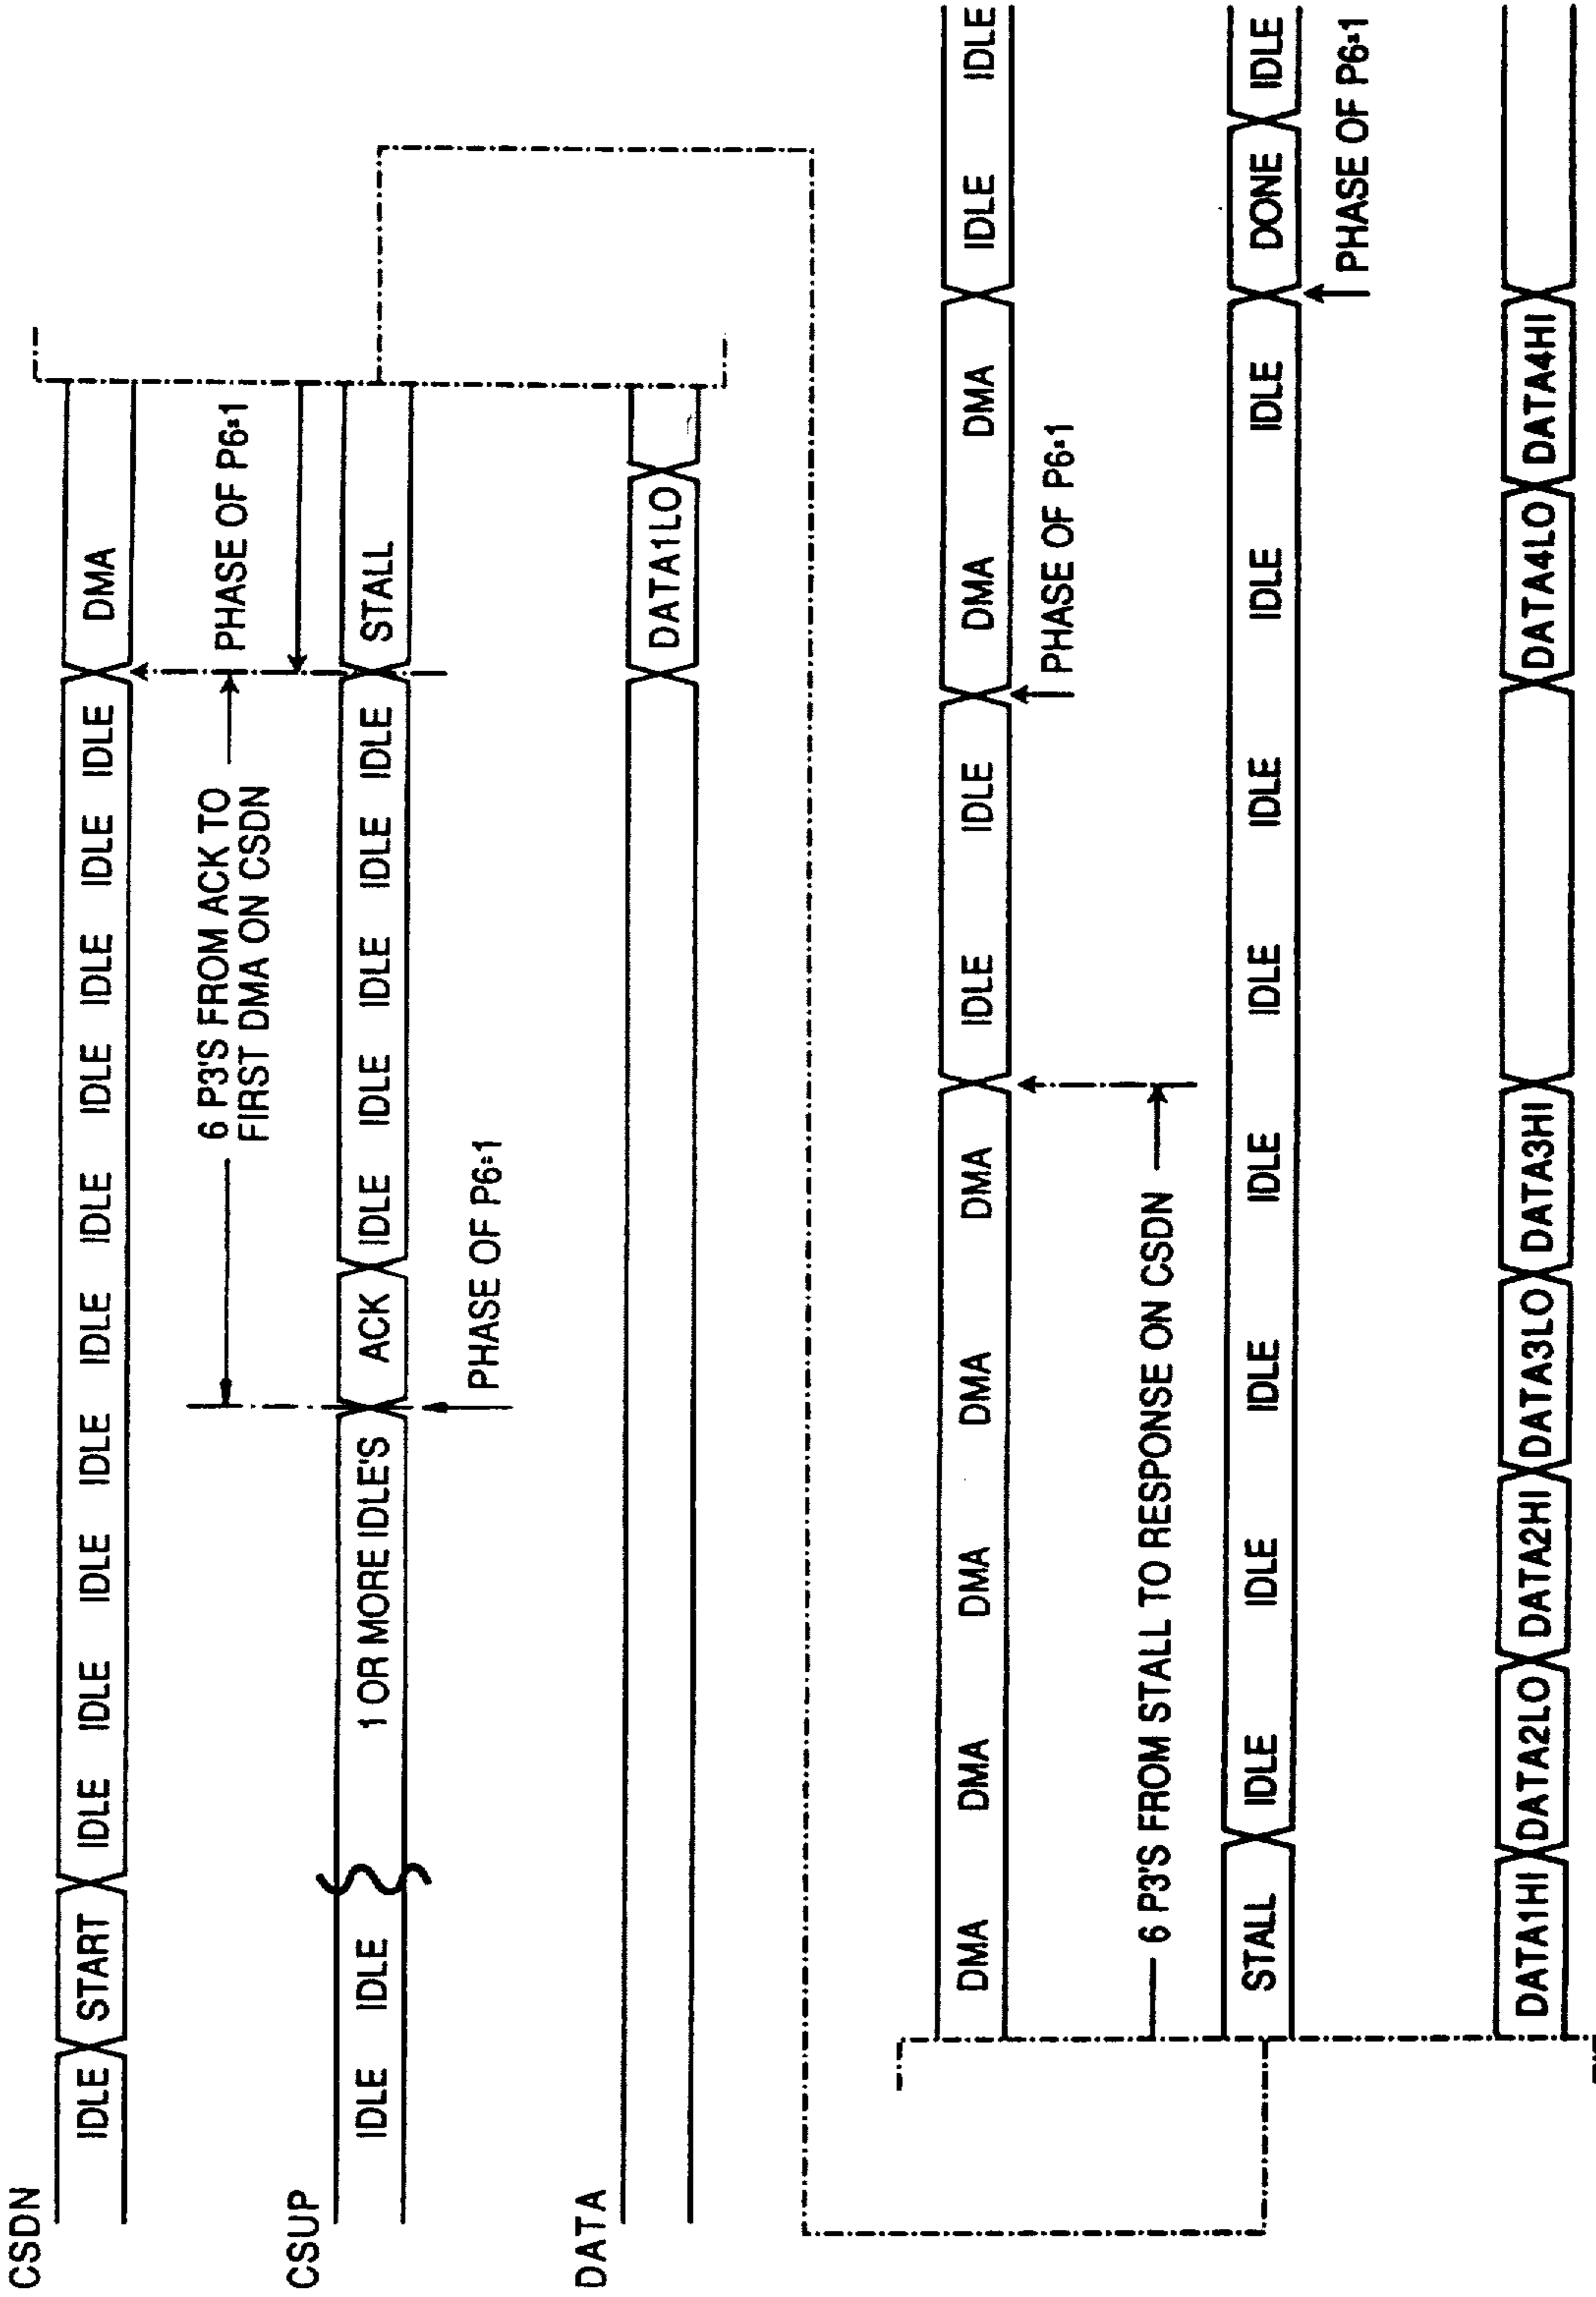 CSDN
IDLE START IDLE IDLE IDLE IDLE IDLE IDLE IDLE IDLE IDLE IDLE DMA
6 P3'S FROM ACK TO
FIRST DMA ON CSDN
PHASE OF P6=1
CSUP
IDLE IDLE 1 OR MORE IDLE'S ACK IDLE IDLE IDLE IDLE IDLE STALL
PHASE OF P6=1
DATA
DATA1LO
DMA DMA DMA DMA DMA IDLE IDLE DMA DMA IDLE IDLE
PHASE OF P6=1
6 P3'S FROM STALL TO RESPONSE ON CSDN
STALL IDLE IDLE IDLE IDLE IDLE IDLE IDLE IDLE DONE IDLE
PHASE OF P6=1
DATA1HI DATA2LO DATA2HI DATA3LO DATA3HI DATA4LO DATA4HI